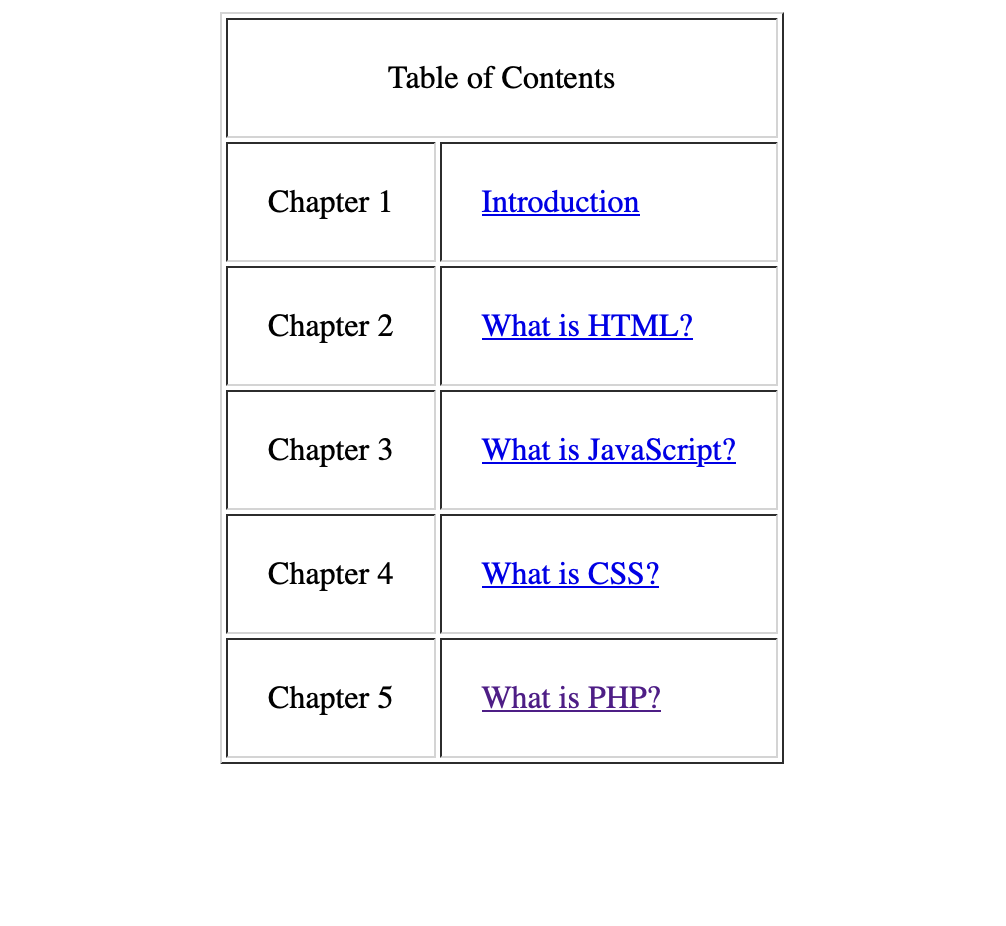 Table of Contents
Chapter 1 Introduction
Chapter 2 What is HTML?
Chapter 3 What is JavaScript?
Chapter 4 What is CSS?
Chapter 5 What is PHP?